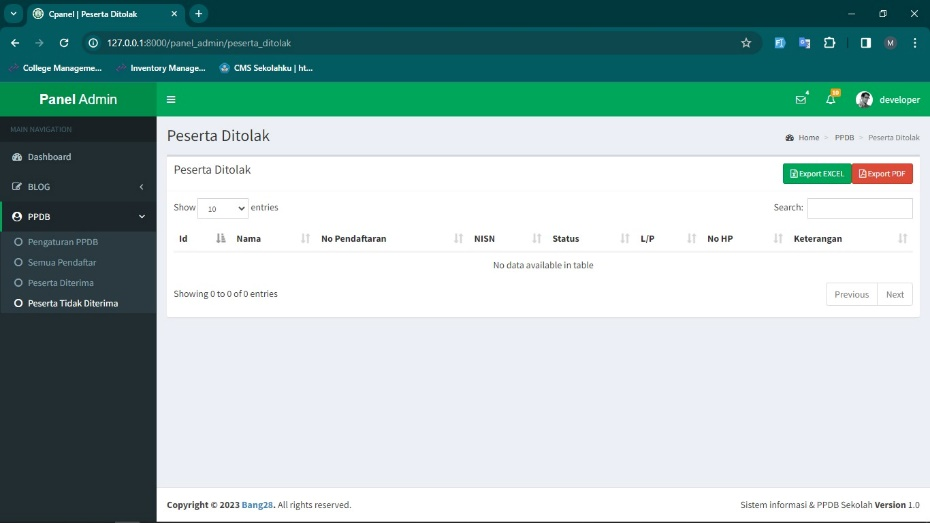 Cpanel | Peserta Ditolak
127.0.0.1:8000/panel_admin/peserta_ditolak
M
College Manageme... Inventory Manage... CMS Sekolahku | ht...
Panel Admin
4 10 developer
MAIN NAVIGATION
Dashboard
BLOG
PPDB
Pengaturan PPDB
Semua Pendaftar
Peserta Diterima
Peserta Tidak Diterima
Peserta Ditolak
Home PPDB Peserta Ditolak
Peserta Ditolak
Export EXCEL Export PDF
Show 10 entries Search:
Id Nama No Pendaftaran NISN Status L/P No HP Keterangan
No data available in table
Showing 0 to 0 of 0 entries Previous Next
Copyright © 2023 Bang28. All rights reserved. Sistem informasi & PPDB Sekolah Version 1.0